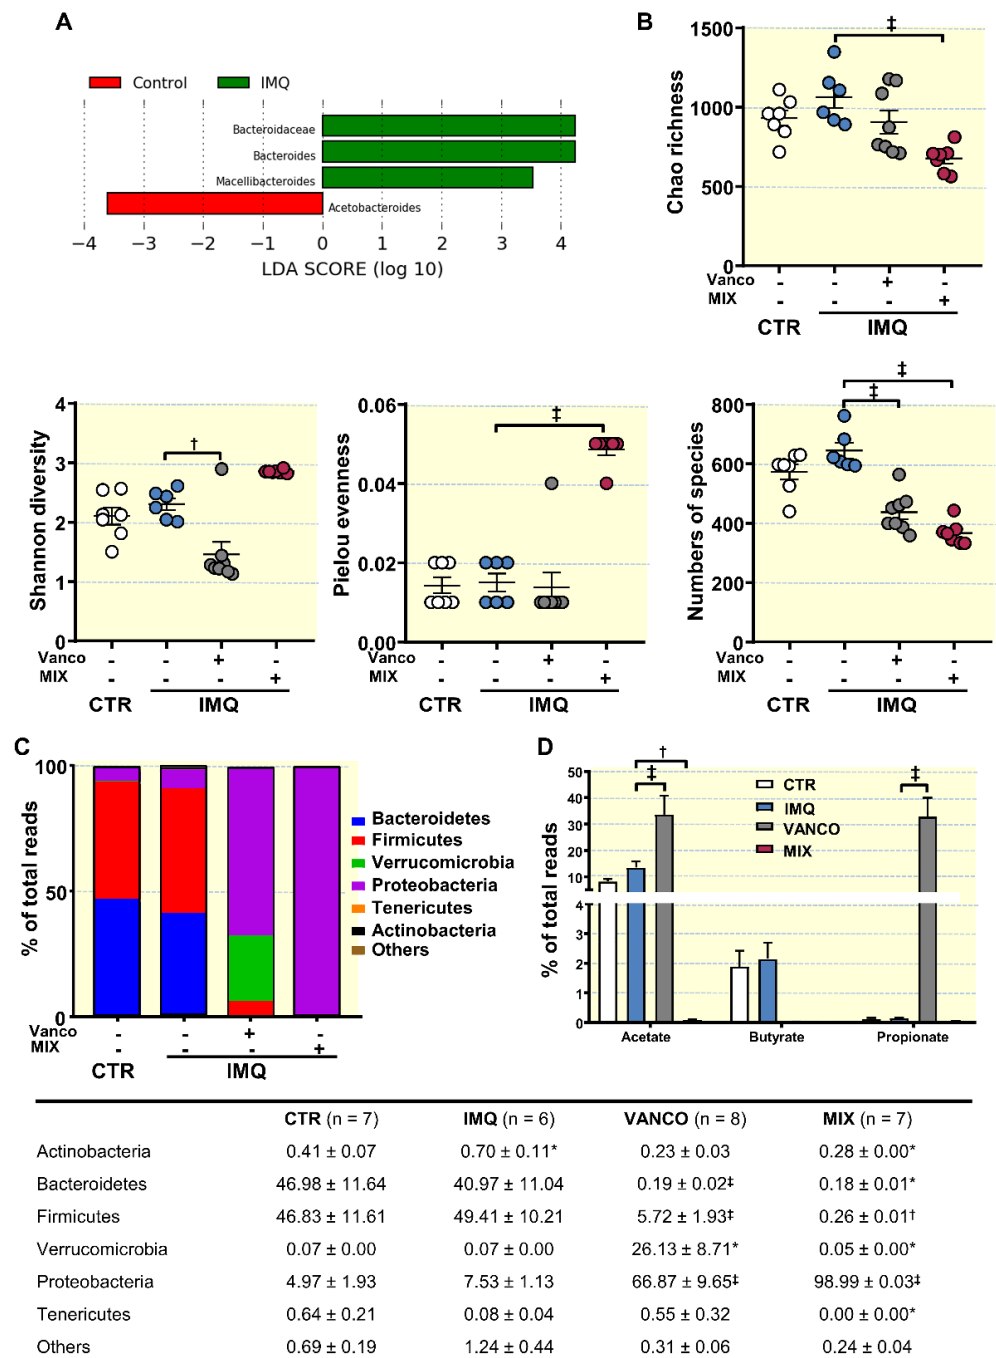 A
Control IMQ
Bacteroidaceae
Bacteroides
Macellibacteroides
Acetobacteroides
−4 −3 −2 −1 0 1 2 3 4
LDA SCORE (log 10)
B
‡
1500
1000
500
0
Chao richness
Vanco - - + -
MIX - - - +
CTR IMQ
4
3
2
1
0
Shannon diversity
†
Vanco - - + -
MIX - - - +
CTR IMQ
0.06
0.04
0.02
0.00
Pielou evenness
‡
Vanco - - + -
MIX - - - +
CTR IMQ
‡
‡
800
600
400
200
0
Numbers of species
Vanco - - + -
MIX - - - +
CTR IMQ
C
100
50
0
% of total reads
Vanco - - + -
MIX - - - +
CTR IMQ
Bacteroidetes
Firmicutes
Verrucomicrobia
Proteobacteria
Tenericutes
Actinobacteria
Others
D
†
‡ ‡
50
40
30
20
10
4
3
2
1
0
% of total reads
CTR
IMQ
VANCO
MIX
Acetate Butyrate Propionate
CTR (n = 7) IMQ (n = 6) VANCO (n = 8) MIX (n = 7)
Actinobacteria 0.41 ± 0.07 0.70 ± 0.11* 0.23 ± 0.03 0.28 ± 0.00*
Bacteroidetes 46.98 ± 11.64 40.97 ± 11.04 0.19 ± 0.02‡ 0.18 ± 0.01*
Firmicutes 46.83 ± 11.61 49.41 ± 10.21 5.72 ± 1.93‡ 0.26 ± 0.01†
Verrucomicrobia 0.07 ± 0.00 0.07 ± 0.00 26.13 ± 8.71* 0.05 ± 0.00*
Proteobacteria 4.97 ± 1.93 7.53 ± 1.13 66.87 ± 9.65‡ 98.99 ± 0.03‡
Tenericutes 0.64 ± 0.21 0.08 ± 0.04 0.55 ± 0.32 0.00 ± 0.00*
Others 0.69 ± 0.19 1.24 ± 0.44 0.31 ± 0.06 0.24 ± 0.04